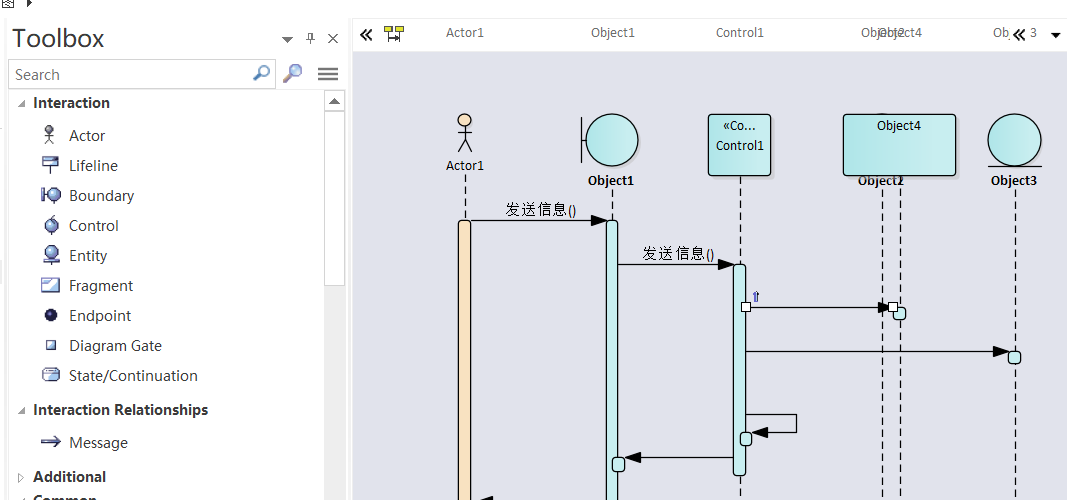 Toolbox
Search
Interaction
Actor
Lifeline
Boundary
Control
Entity
Fragment
Endpoint
Diagram Gate
State/Continuation
Interaction Relationships
Message
Additional
Common
Actor1 Object1 Control1 Object2 Object4 Ob.. 3
«Co...
Control1
Object4
Actor1
Object1
Object2
Object3
发送信息()
发送信息()